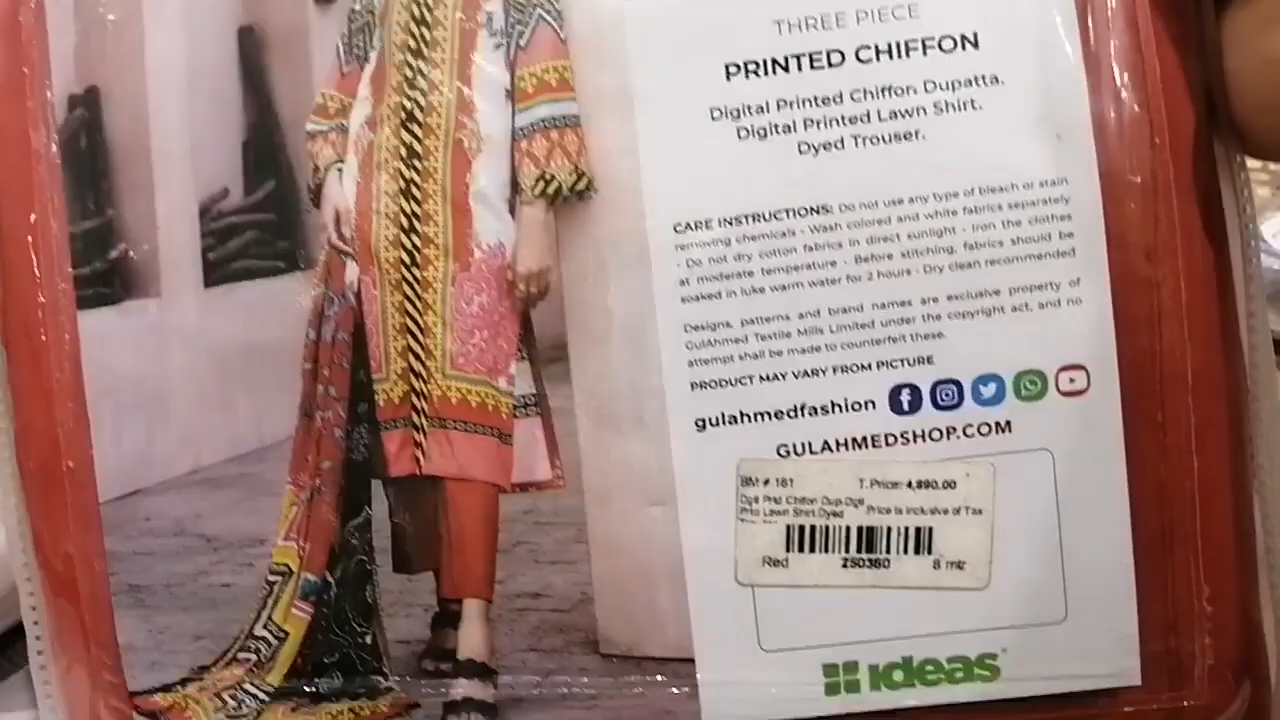 THREE PIECE
PRINTED CHIFFON
Digital Printed Chiffon Dupatta.
Digital Printed Lawn Shirt.
Dyed Trouser.
CARE INSTRUCTIONS: Do not use any type of bleach or stain
removing chemicals - Wash colored and white fabrics separately
- Do not dry cotton fabrics in direct sunlight - Iron the clothes
at moderate temperature - Before stitching, fabrics should be
soaked in luke warm water for 2 hours - Dry clean recommended
Designs, patterns and brand names are exclusive property of
GulAhmed Textile Mills Limited under the copyright act, and no
attempt shall be made to counterfeit these.
PRODUCT MAY VARY FROM PICTURE
gulahmedfashion
GULAHMEDSHOP.COM
BM # 161 T.Price: 4,890.00
Dgtl Prtd Chifon Dup Dgtl
Prtd Lawn Shirt Dyed Price is inclusive of Tax
Red 250360 8 mtr
ideas